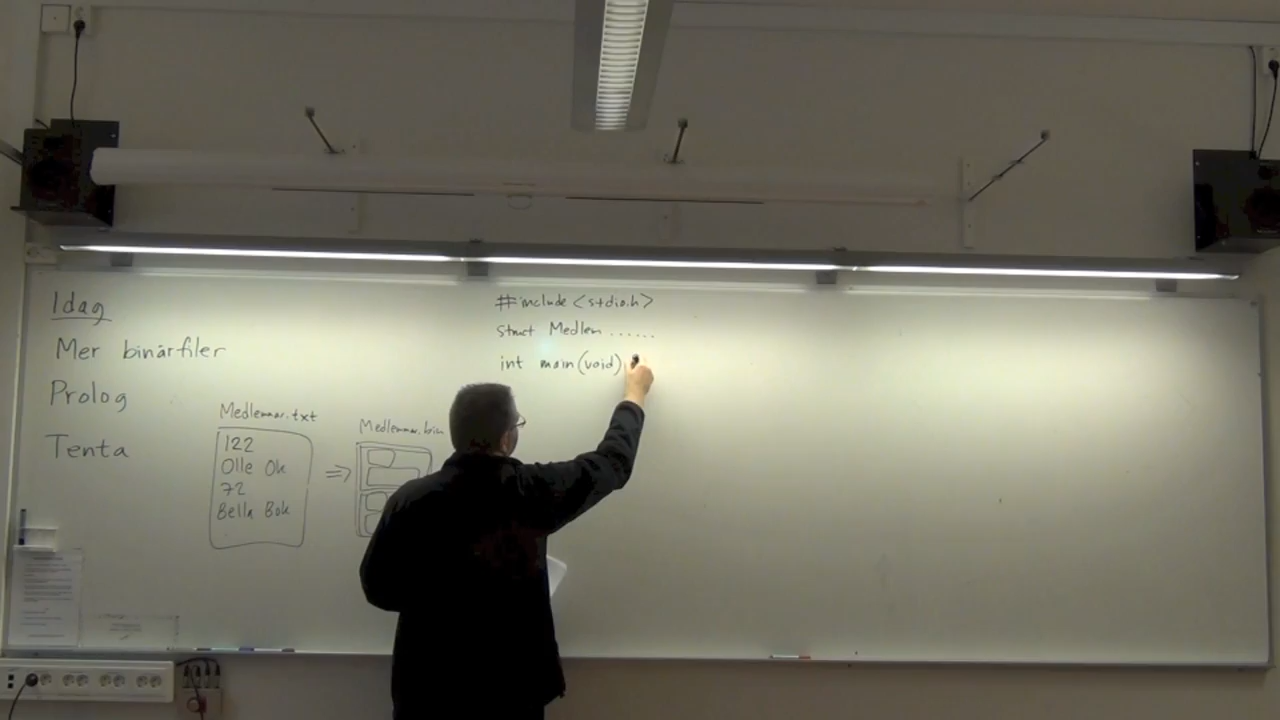 Idag
Mer binärfiler
Prolog
Tenta
Medlemmar.txt
122
Olle Ok
72
Bella Bok
⇒
Medlemmar.bin
#include <stdio.h>
struct Medlem ......
int main(void)